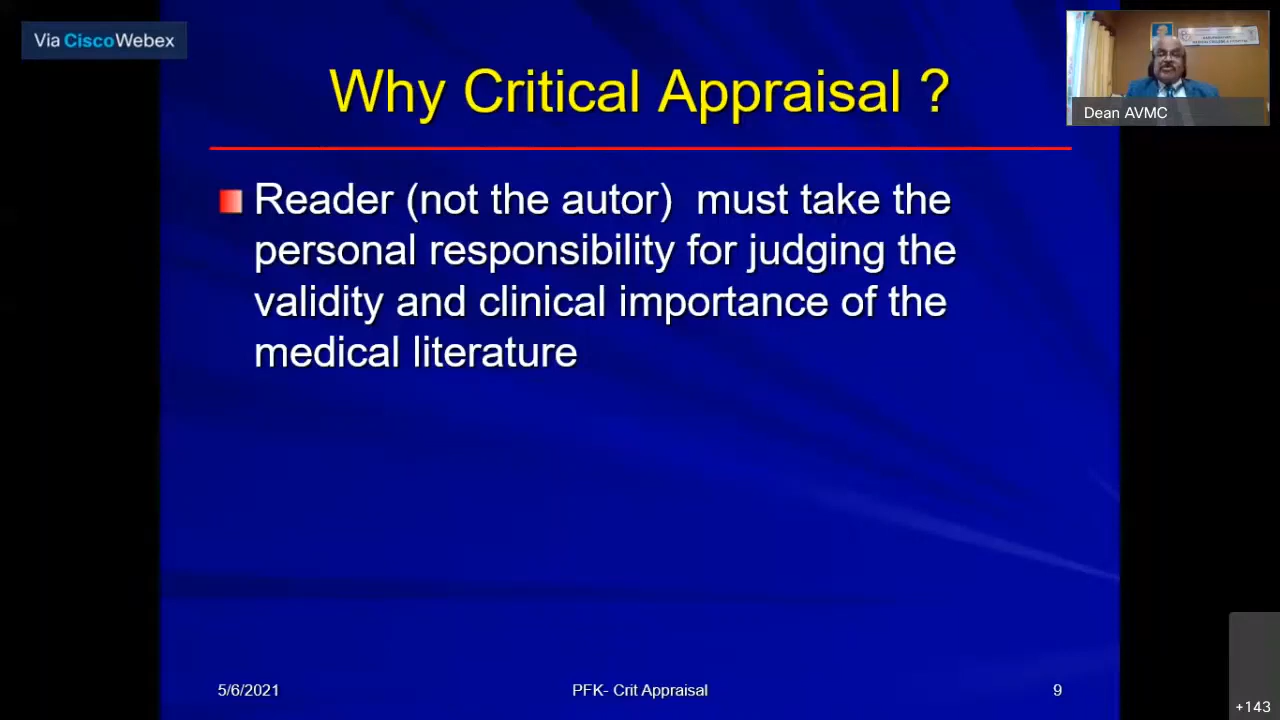 Via CiscoWebex
Why Critical Appraisal ?
Dean AVMC
Reader (not the autor) must take the
personal responsibility for judging the
validity and clinical importance of the
medical literature
5/6/2021
PFK- Crit Appraisal
9
+143